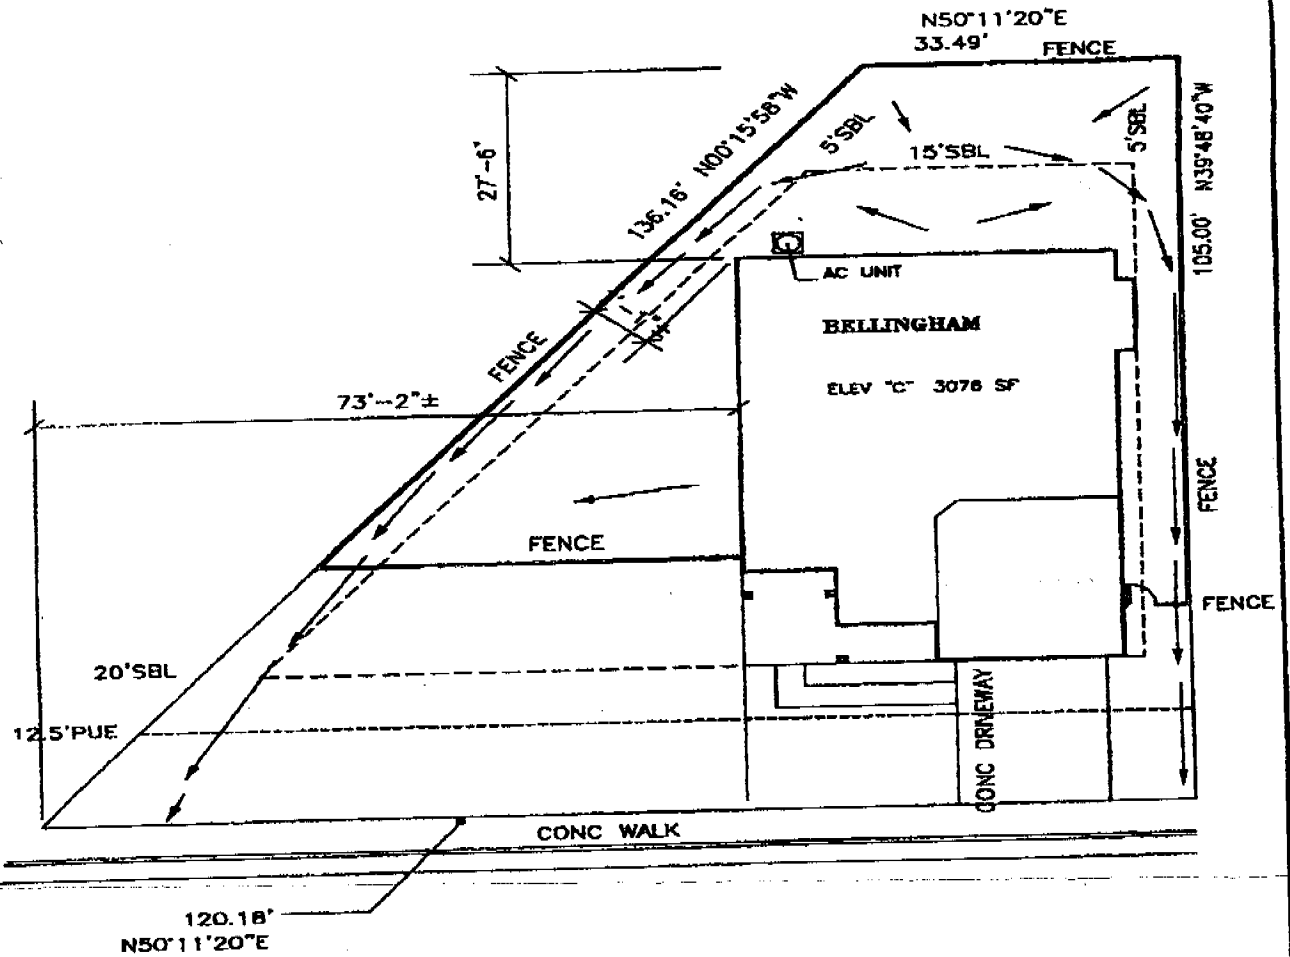 N50°11'20"E
33.49'
FENCE
27'-6"
136.16' N00°15'58"W
5'SBL
15'SBL
5'SBL
105.00' N39°48'40"W
AC UNIT
BELLINGHAM
ELEV "C" 3076 SF
FENCE
73'-2"±
FENCE
FENCE
FENCE
20'SBL
12.5'PUE
CONC DRIVEWAY
CONC WALK
120.18'
N50°11'20"E